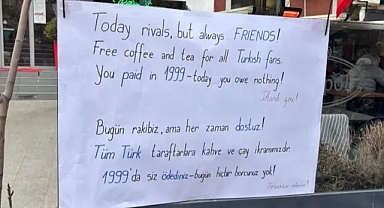 Today rivals, but always FRIENDS!
Free coffee and tea for all Turkish fans.
You paid in 1999-today you owe nothing!
Thank you!
Bugün rakibiz, ama her zaman dostuz!
Tüm Türk taraftarlara kahve ve çay ikramımızdır.
1999'da siz ödediniz-bugün hiçbir borcunuz yok!